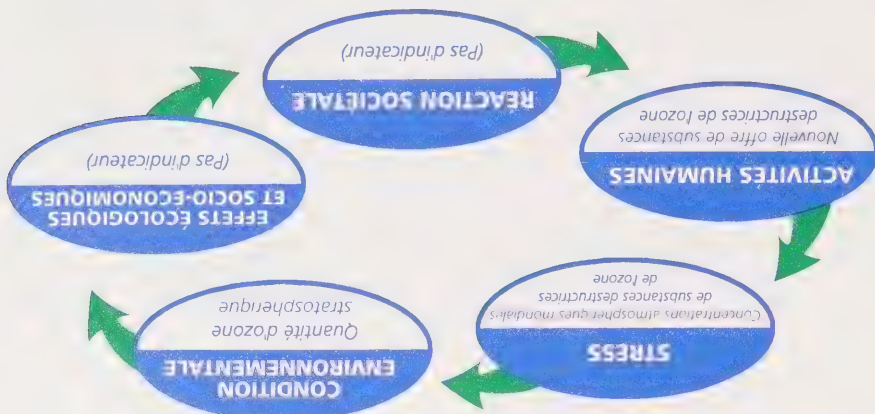 STRESS
Concentrations atmosphériques mondiales
de substances destructrices
de l'ozone
CONDITION
ENVIRONNEMENTALE
Quantité d'ozone
stratosphérique
ACTIVITÉS HUMAINES
Nouvelle offre de substances
destructrices de l'ozone
EFFETS ÉCOLOGIQUES
ET SOCIO-ÉCONOMIQUES
(Pas d'indicateur)
RÉACTION SOCIÉTALE
(Pas d'indicateur)